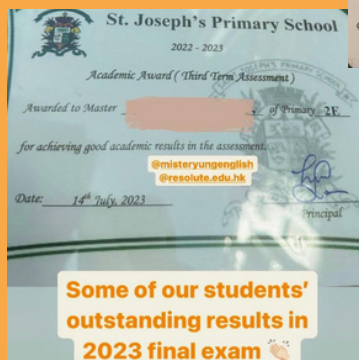 St. Joseph's Primary School
2022 - 2023
Academic Award ( Third Term Assessment )
Awarded to Master of Primary 2E
for achieving good academic results in the assessment.
@misteryungenglish
@resolute.edu.hk
Date: 14th July, 2023
Principal
Some of our students'
outstanding results in
2023 final exam 👏🏻